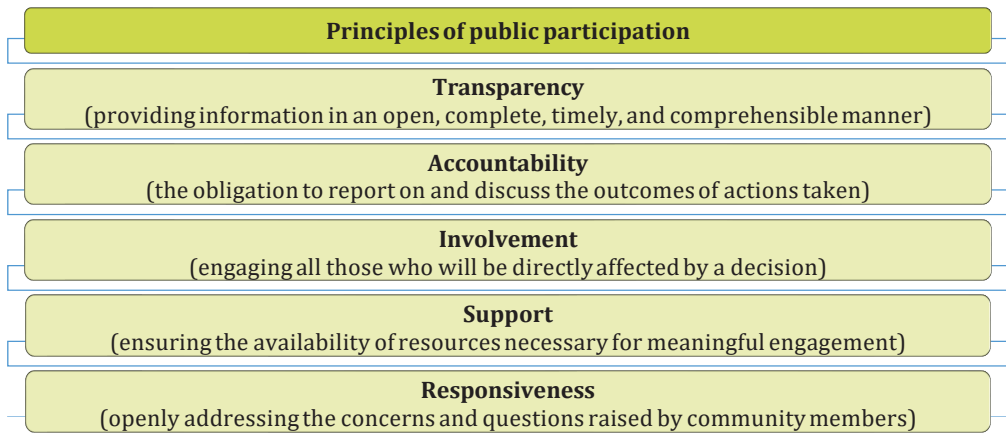 Principles of public participation
Transparency
(providing information in an open, complete, timely, and comprehensible manner)
Accountability
(the obligation to report on and discuss the outcomes of actions taken)
Involvement
(engaging all those who will be directly affected by a decision)
Support
(ensuring the availability of resources necessary for meaningful engagement)
Responsiveness
(openly addressing the concerns and questions raised by community members)